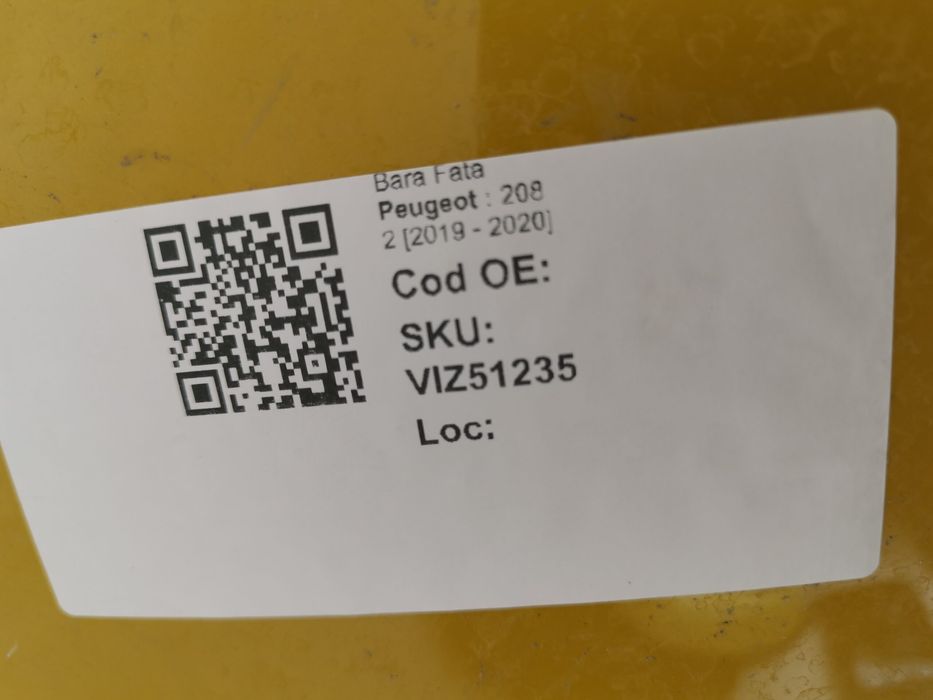 Bara Fata
Peugeot : 208
2 [2019 - 2020]
Cod OE:
SKU:
VIZ51235
Loc: